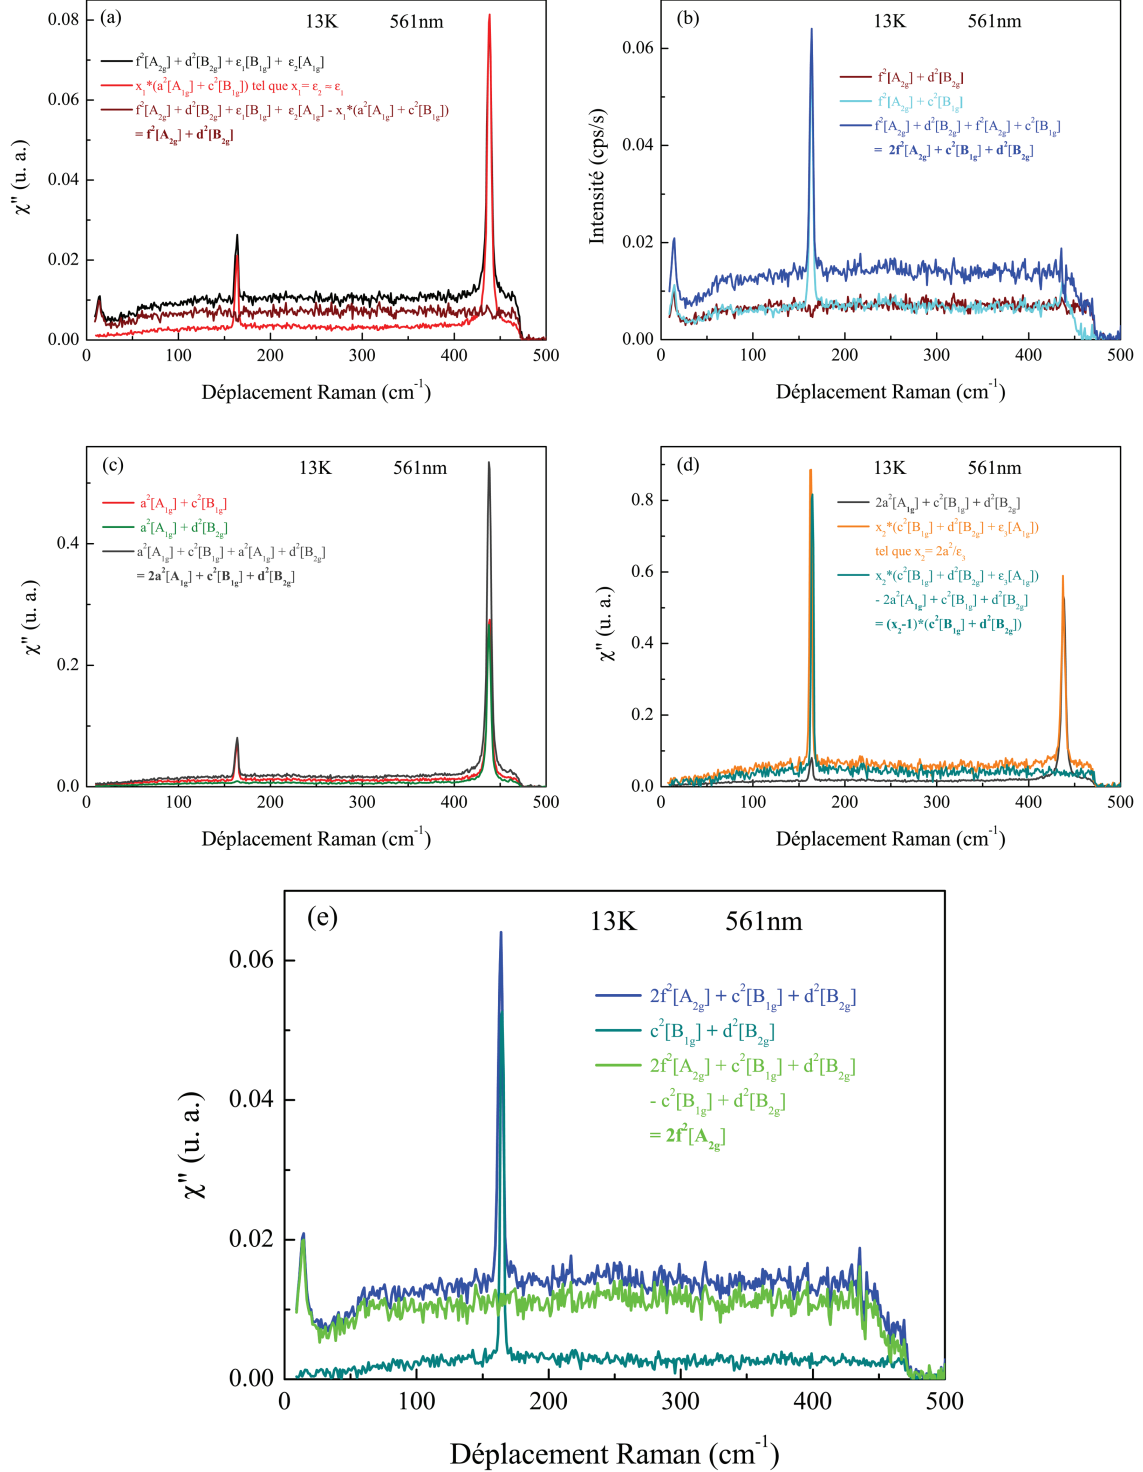 (a) 13K 561nm
f²[A₂g] + d²[B₂g] + ε₁[B₁g] + ε₂[A₁g]
x₁*(a²[A₁g] + c²[B₁g]) tel que x₁ = ε₂ = ε₁
f²[A₂g] + d²[B₂g] + ε₁[B₁g] + ε₂[A₁g] - x₁*(a²[A₁g] + c²[B₁g])
= f²[A₂g] + d²[B₂g]
χ" (u. a.)
0.08
0.06
0.04
0.02
0.00
0 100 200 300 400 500
Déplacement Raman (cm⁻¹)
(b) 13K 561nm
f²[A₂g] + d²[B₂g]
f²[A₂g] + c²[B₁g]
f²[A₂g] + d²[B₂g] + f²[A₂g] + c²[B₁g]
= 2f²[A₂g] + c²[B₁g] + d²[B₂g]
Intensité (cps/s)
0.06
0.04
0.02
0.00
0 100 200 300 400 500
Déplacement Raman (cm⁻¹)
(c) 13K 561nm
a²[A₁g] + c²[B₁g]
a²[A₁g] + d²[B₂g]
a²[A₁g] + c²[B₁g] + a²[A₁g] + d²[B₂g]
= 2a²[A₁g] + c²[B₁g] + d²[B₂g]
χ" (u. a.)
0.4
0.2
0.0
0 100 200 300 400 500
Déplacement Raman (cm⁻¹)
(d) 13K 561nm
2a²[A₁g] + c²[B₁g] + d²[B₂g]
x₂*(c²[B₁g] + d²[B₂g] + ε₃[A₁g])
tel que x₂= 2a²/ε₃
x₂*(c²[B₁g] + d²[B₂g] + ε₃[A₁g])
- 2a²[A₁g] + c²[B₁g] + d²[B₂g]
= (x₂-1)*(c²[B₁g] + d²[B₂g])
χ" (u. a.)
0.8
0.6
0.4
0.2
0.0
0 100 200 300 400 500
Déplacement Raman (cm⁻¹)
(e) 13K 561nm
2f²[A₂g] + c²[B₁g] + d²[B₂g]
c²[B₁g] + d²[B₂g]
2f²[A₂g] + c²[B₁g] + d²[B₂g]
- c²[B₁g] + d²[B₂g]
= 2f²[A₂g]
χ" (u. a.)
0.06
0.04
0.02
0.00
0 100 200 300 400 500
Déplacement Raman (cm⁻¹)